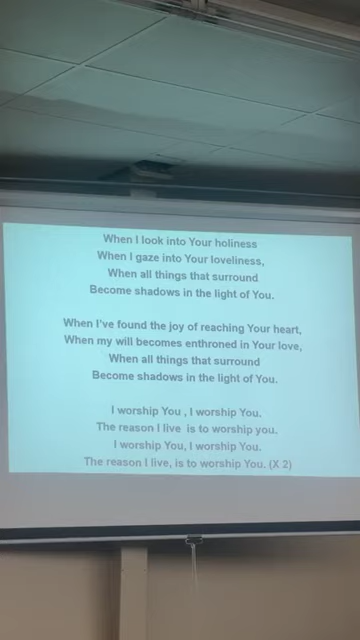 When I look into Your holiness
When I gaze into Your loveliness,
When all things that surround
Become shadows in the light of You.
When I've found the joy of reaching Your heart,
When my will becomes enthroned in Your love,
When all things that surround
Become shadows in the light of You.
I worship You , I worship You.
The reason I live is to worship you.
I worship You, I worship You.
The reason I live, is to worship You. (X 2)